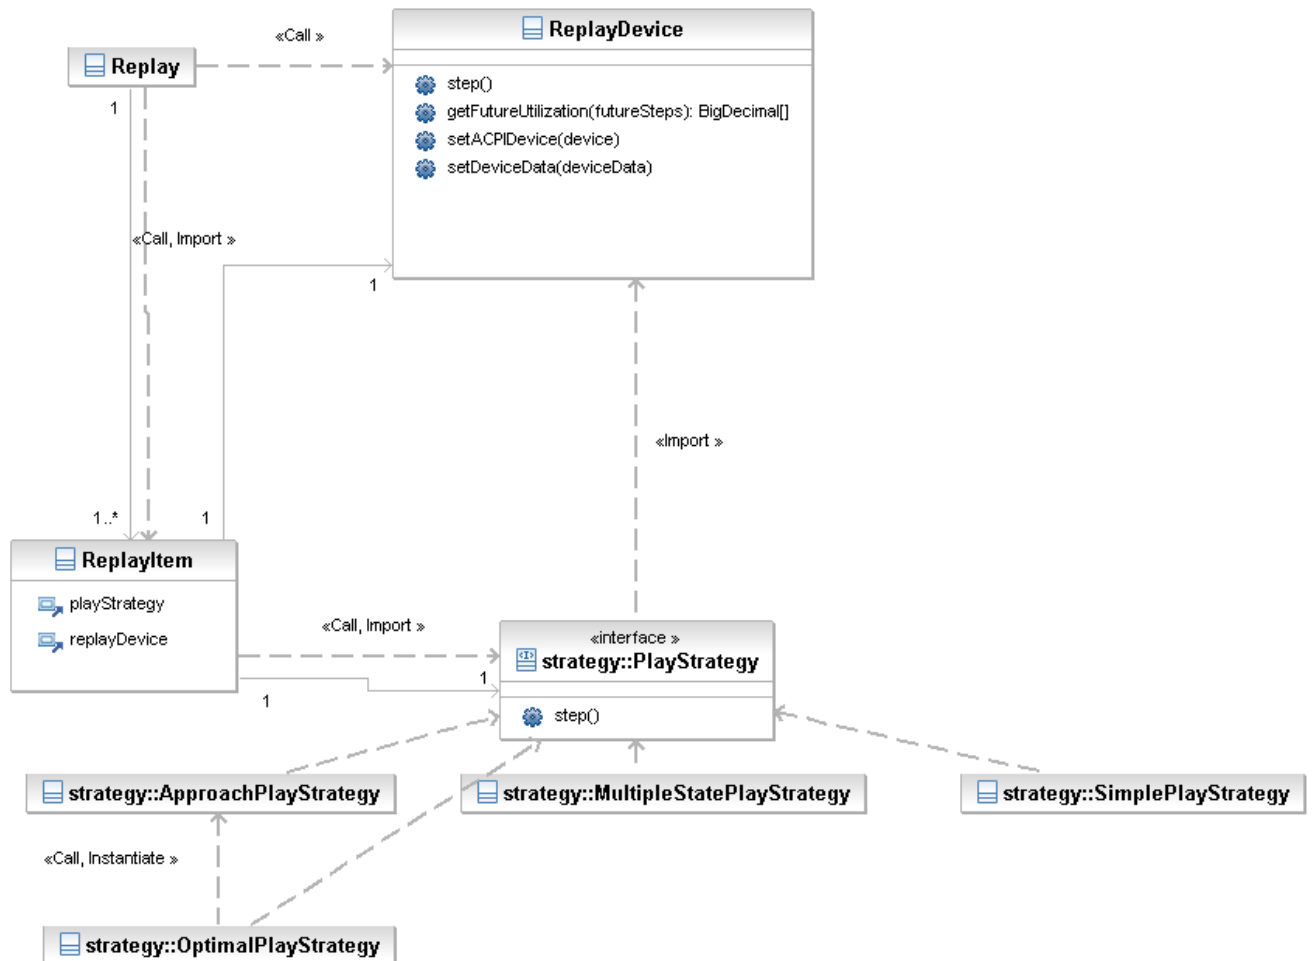 «Call »
ReplayDevice
Replay
step()
getFutureUtilization(futureSteps): BigDecimal[]
setACPIDevice(device)
setDeviceData(deviceData)
1
«Call, Import »
1
«Import »
1..*
1
ReplayItem
playStrategy
replayDevice
«Call, Import »
«interface »
strategy::PlayStrategy
1
1
step()
strategy::ApproachPlayStrategy
strategy::MultipleStatePlayStrategy
strategy::SimplePlayStrategy
«Call, Instantiate »
strategy::OptimalPlayStrategy